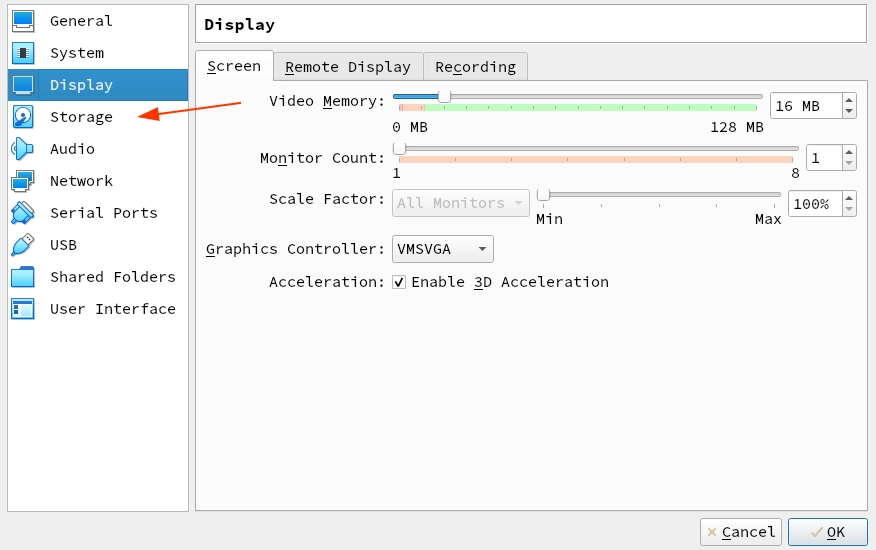 General
System
Display
Storage
Audio
Network
Serial Ports
USB
Shared Folders
User Interface
Display
Screen Remote Display Recording
Video Memory: 16 MB
0 MB 128 MB
Monitor Count: 1
1 8
Scale Factor: All Monitors 100%
Min Max
Graphics Controller: VMSVGA
Acceleration: Enable 3D Acceleration
Cancel OK